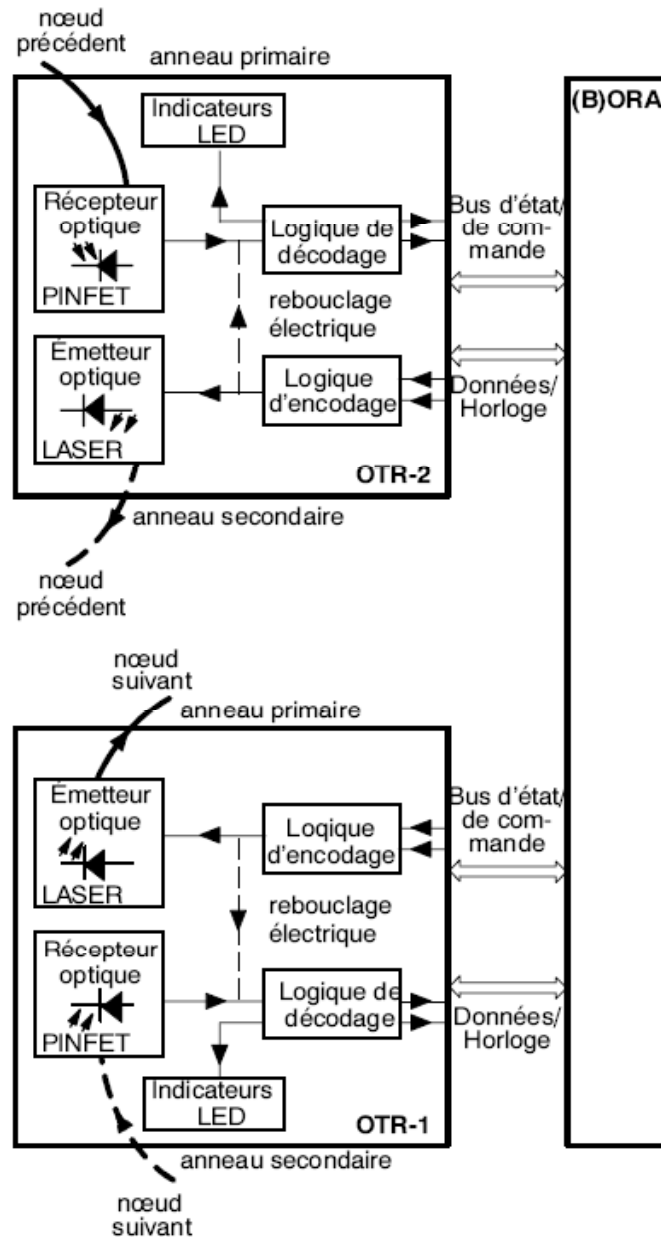 nœud
précédent
anneau primaire
Indicateurs
LED
(B)ORA
Récepteur
optique
PINFET
Logique de
décodage
Bus d'état/
de com-
mande
rebouclage
électrique
Émetteur
optique
LASER
Logique
d'encodage
Données/
Horloge
OTR-2
anneau secondaire
nœud
précédent
nœud
suivant
anneau primaire
Émetteur
optique
LASER
Logique
d'encodage
Bus d'état/
de com-
mande
rebouclage
électrique
Récepteur
optique
PINFET
Logique de
décodage
Données/
Horloge
Indicateurs
LED
OTR-1
anneau secondaire
nœud
suivant